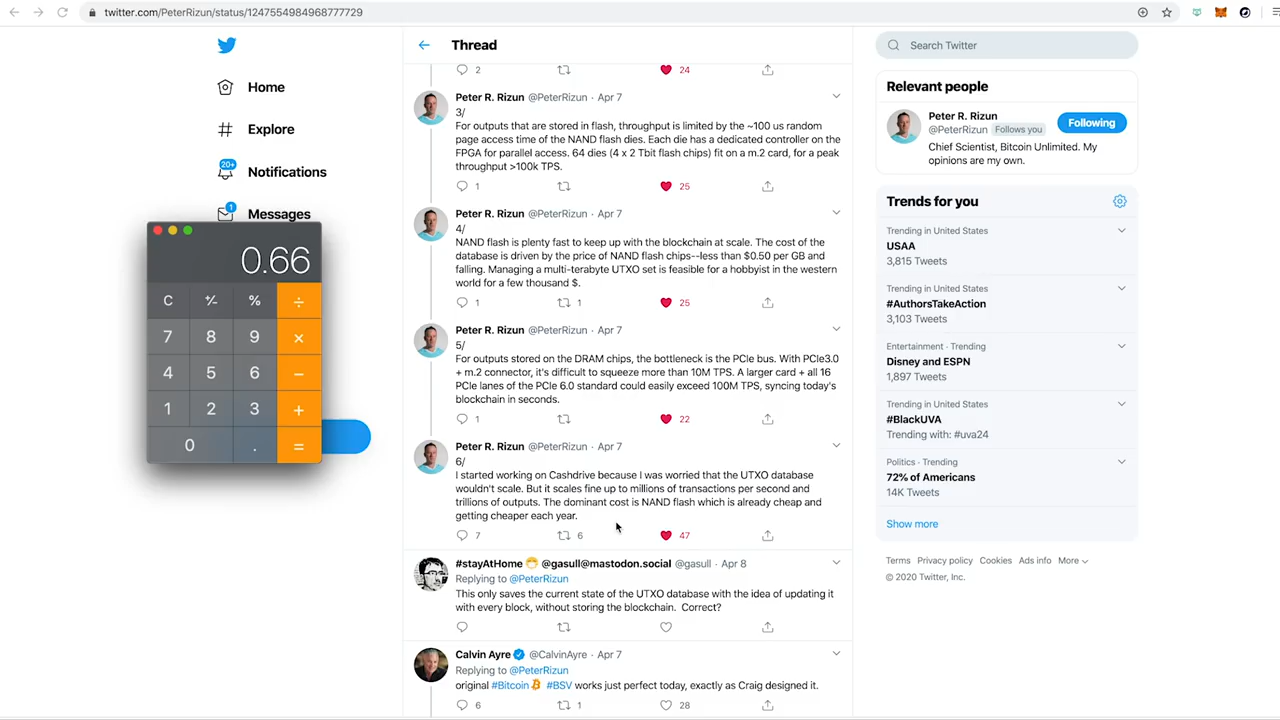 twitter.com/PeterRizun/status/1247554984968777729
Home
Explore
20+
Notifications
1
Messages
0.66
C +⁄- % ÷
7 8 9 ×
4 5 6 −
1 2 3 +
0 . =
Thread
2 24
Peter R. Rizun @PeterRizun · Apr 7
3/
For outputs that are stored in flash, throughput is limited by the ~100 us random
page access time of the NAND flash dies. Each die has a dedicated controller on the
FPGA for parallel access. 64 dies (4 x 2 Tbit flash chips) fit on a m.2 card, for a peak
throughput >100k TPS.
1 25
Peter R. Rizun @PeterRizun · Apr 7
4/
NAND flash is plenty fast to keep up with the blockchain at scale. The cost of the
database is driven by the price of NAND flash chips--less than $0.50 per GB and
falling. Managing a multi-terabyte UTXO set is feasible for a hobbyist in the western
world for a few thousand $.
1 1 25
Peter R. Rizun @PeterRizun · Apr 7
5/
For outputs stored on the DRAM chips, the bottleneck is the PCIe bus. With PCIe3.0
+ m.2 connector, it's difficult to squeeze more than 10M TPS. A larger card + all 16
PCIe lanes of the PCIe 6.0 standard could easily exceed 100M TPS, syncing today's
blockchain in seconds.
1 22
Peter R. Rizun @PeterRizun · Apr 7
6/
I started working on Cashdrive because I was worried that the UTXO database
wouldn't scale. But it scales fine up to millions of transactions per second and
trillions of outputs. The dominant cost is NAND flash which is already cheap and
getting cheaper each year.
7 6 47
#stayAtHome 😷 @gasull@mastodon.social @gasull · Apr 8
Replying to @PeterRizun
This only saves the current state of the UTXO database with the idea of updating it
with every block, without storing the blockchain. Correct?
Calvin Ayre @CalvinAyre · Apr 7
Replying to @PeterRizun
original #Bitcoin #BSV works just perfect today, exactly as Craig designed it.
6 1 28
Search Twitter
Relevant people
Peter R. Rizun
@PeterRizun Follows you
Following
Chief Scientist, Bitcoin Unlimited. My
opinions are my own.
Trends for you
Trending in United States
USAA
3,815 Tweets
Trending in United States
#AuthorsTakeAction
3,103 Tweets
Entertainment · Trending
Disney and ESPN
1,897 Tweets
Trending in United States
#BlackUVA
Trending with: #uva24
Politics · Trending
72% of Americans
14K Tweets
Show more
Terms Privacy policy Cookies Ads info More
© 2020 Twitter, Inc.